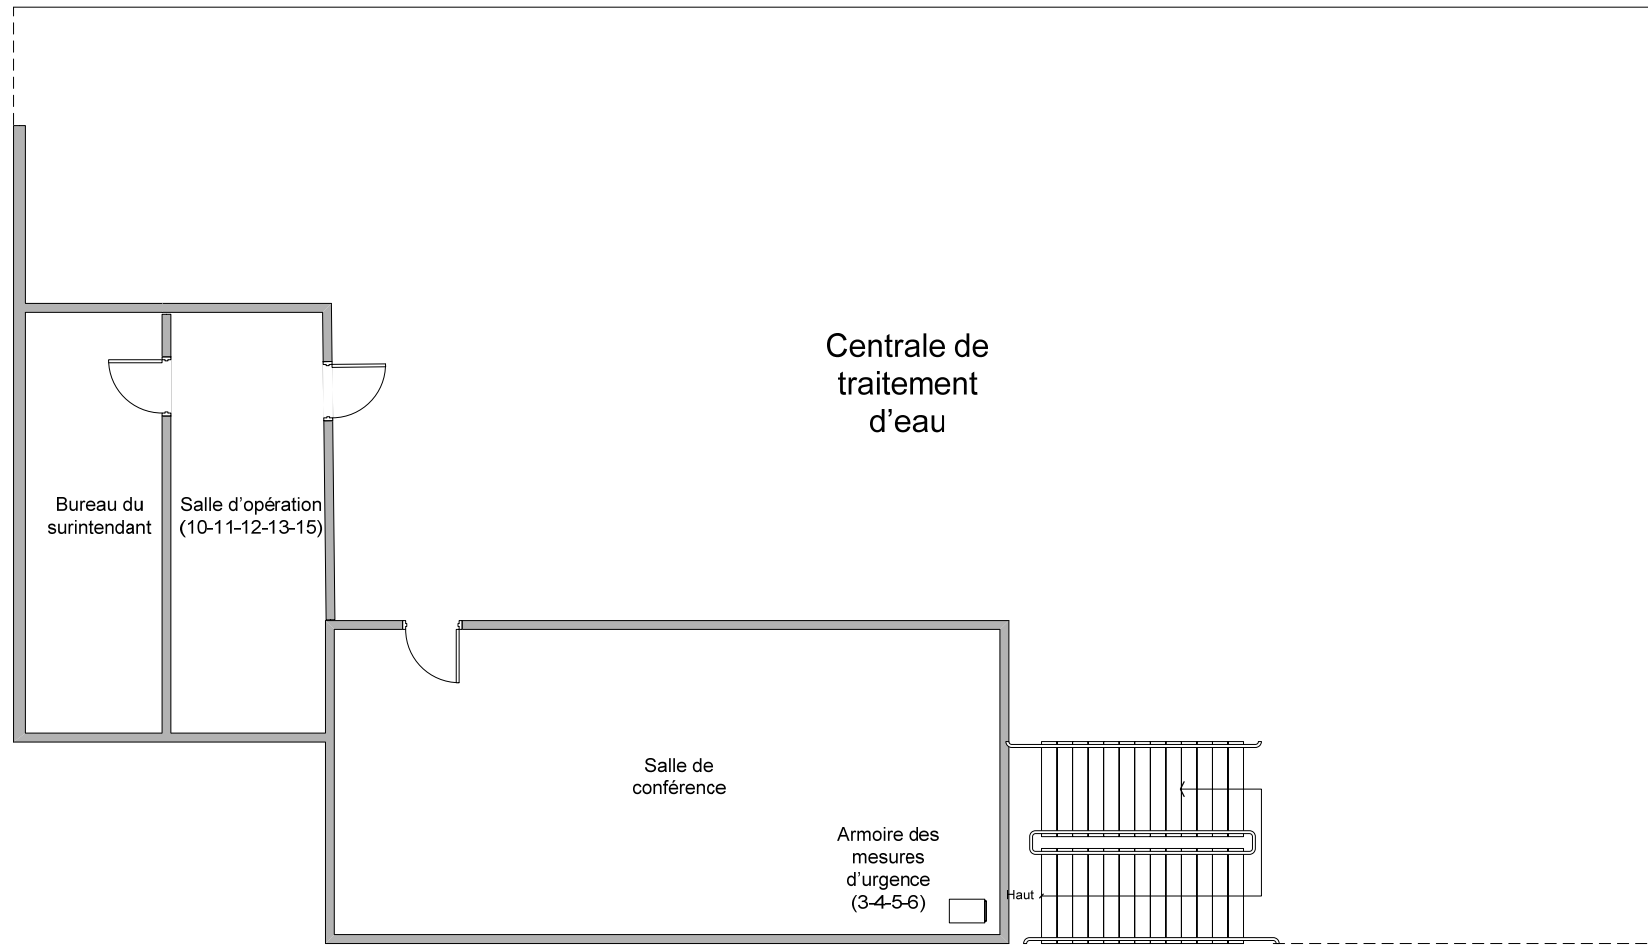 Centrale de
traitement
d’eau
Bureau du
surintendant
Salle d’opération
(10-11-12-13-15)
Salle de
conférence
Armoire des
mesures
d’urgence
(3-4-5-6)
Haut